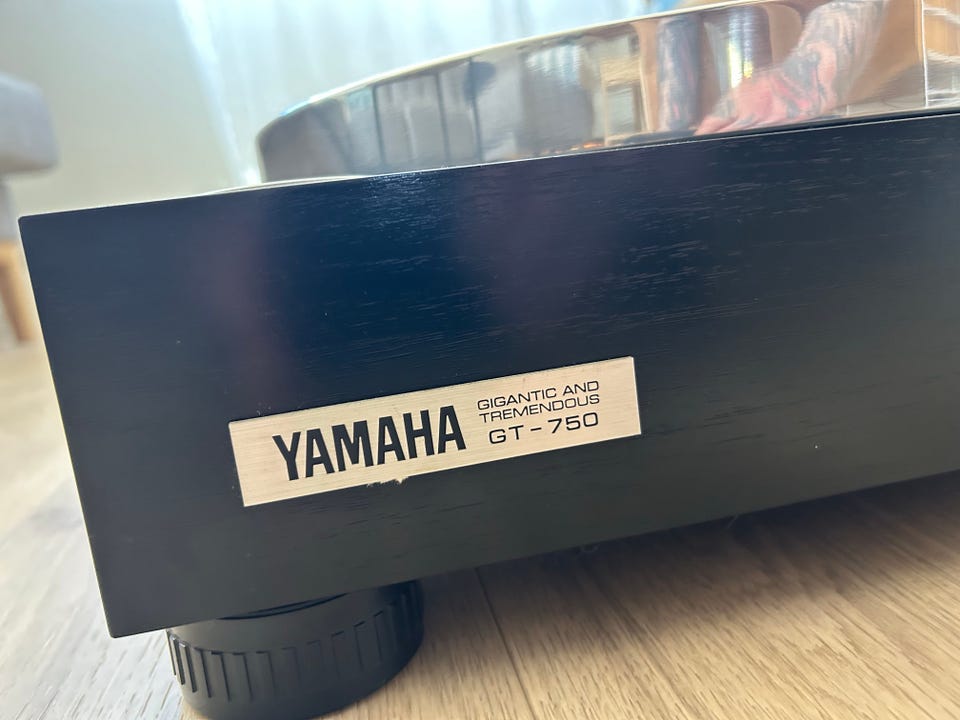 YAMAHA
GIGANTIC AND
TREMENDOUS
GT-750